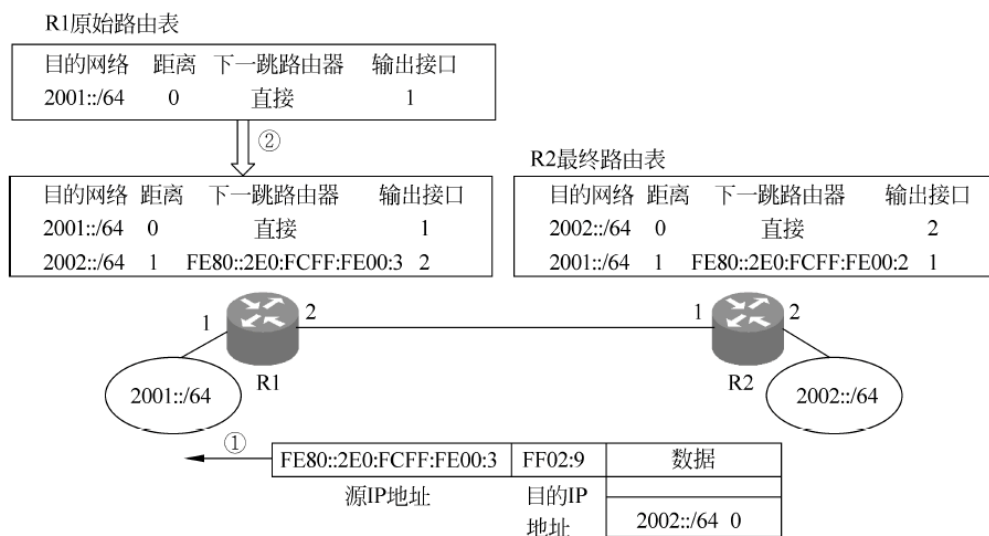 R1原始路由表
目的网络 距离 下一跳路由器 输出接口
2001::/64 0 直接 1
②
目的网络 距离 下一跳路由器 输出接口
2001::/64 0 直接 1
2002::/64 1 FE80::2E0:FCFF:FE00:3 2
R2最终路由表
目的网络 距离 下一跳路由器 输出接口
2002::/64 0 直接 2
2001::/64 1 FE80::2E0:FCFF:FE00:2 1
1 2 1 2
R1 R2
2001::/64 2002::/64
①
FE80::2E0:FCFF:FE00:3 FF02:9 数据
源IP地址 目的IP
地址 2002::/64 0